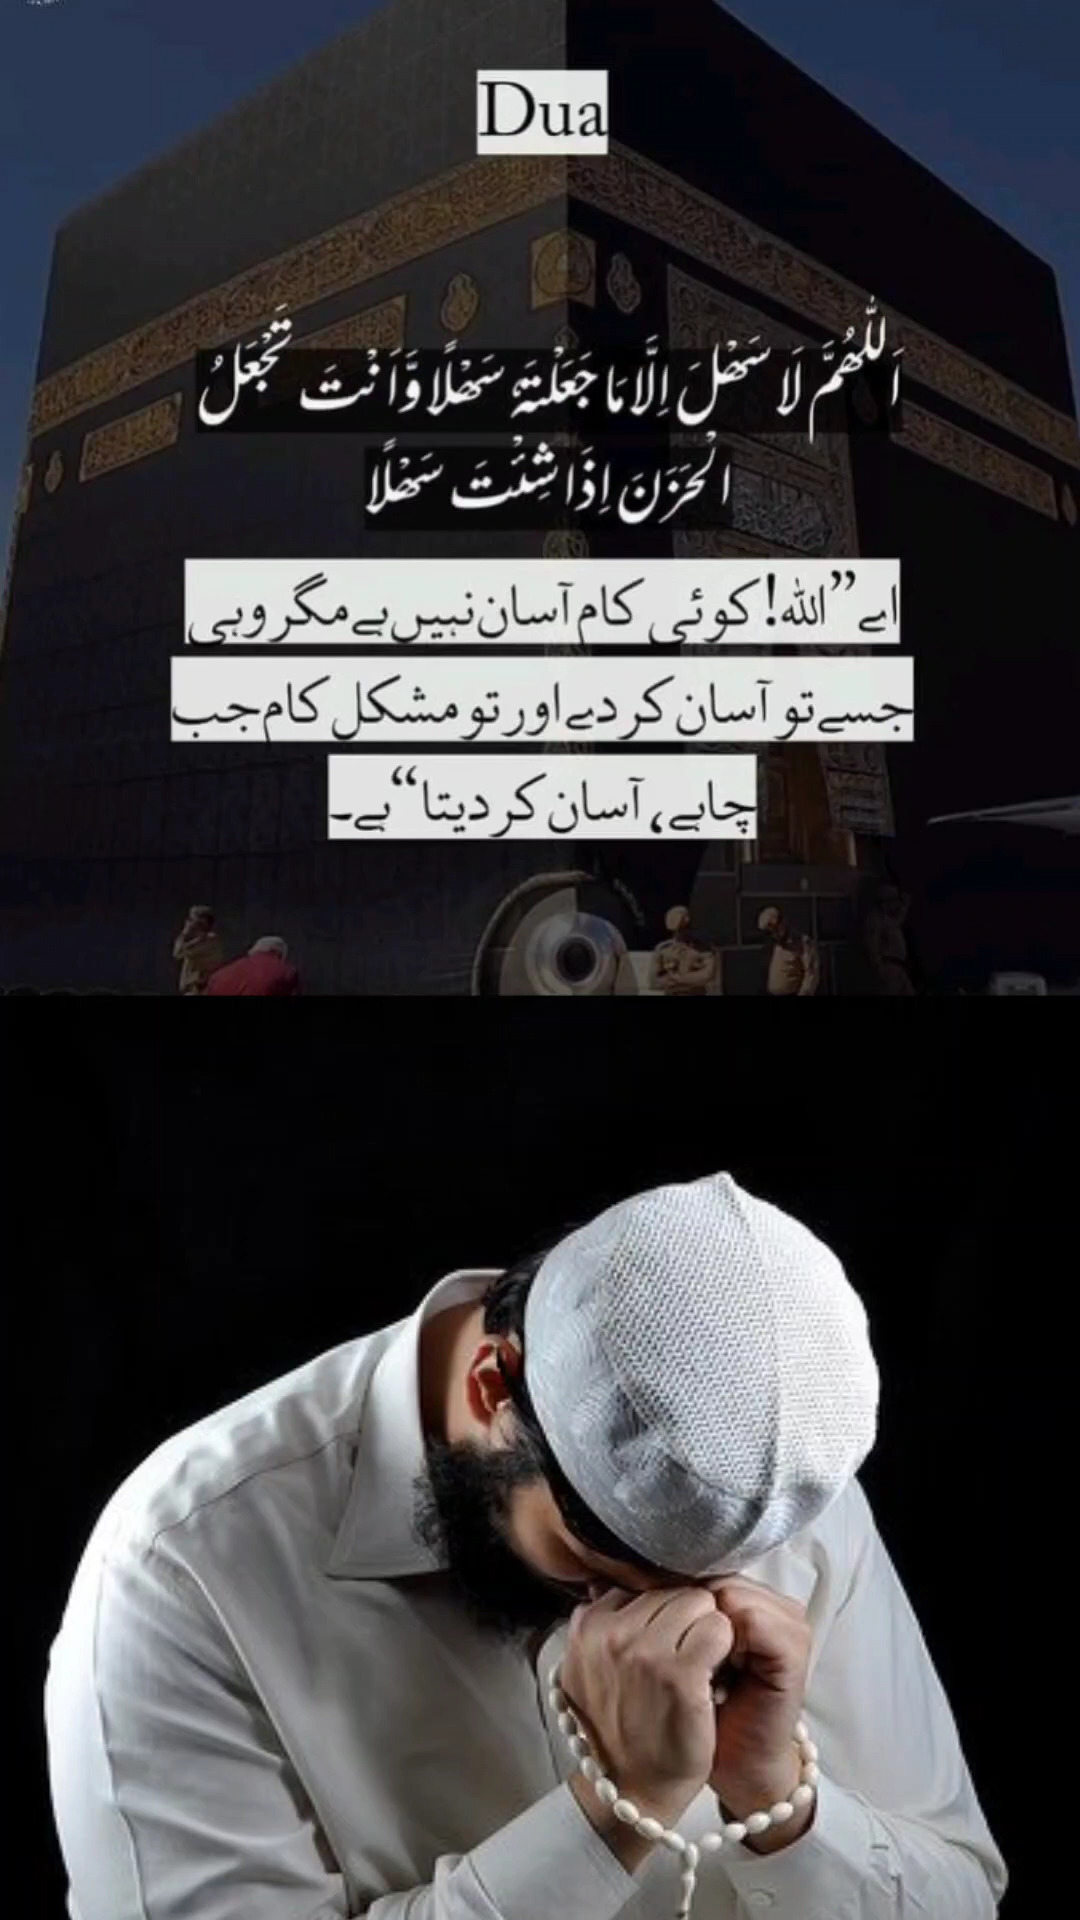 Dua
اَللّٰهُمَّ لَا سَهْلَ اِلَّا مَا جَعَلْتَهٗ سَهْلًا وَّاَنْتَ تَجْعَلُ
الْحَزَنَ اِذَا شِئْتَ سَهْلًا
اے”اللہ!کوئی کام آسان نہیں ہے مگر وہی
جسے تو آسان کر دے اور تو مشکل کام جب
چاہے، آسان کر دیتا“ہے۔